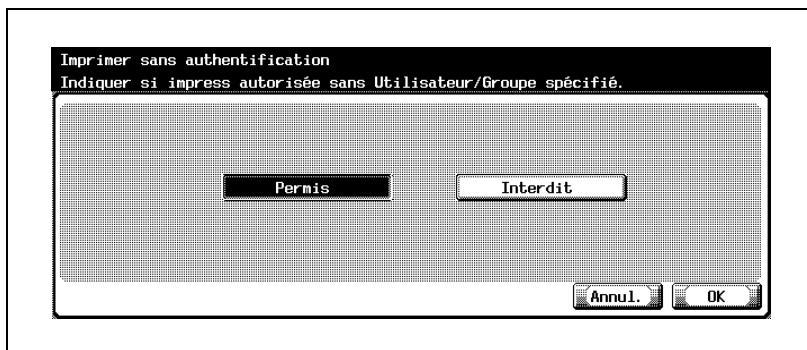 Imprimer sans authentification
Indiquer si impress autorisée sans Utilisateur/Groupe spécifié.
Permis
Interdit
Annul.
OK